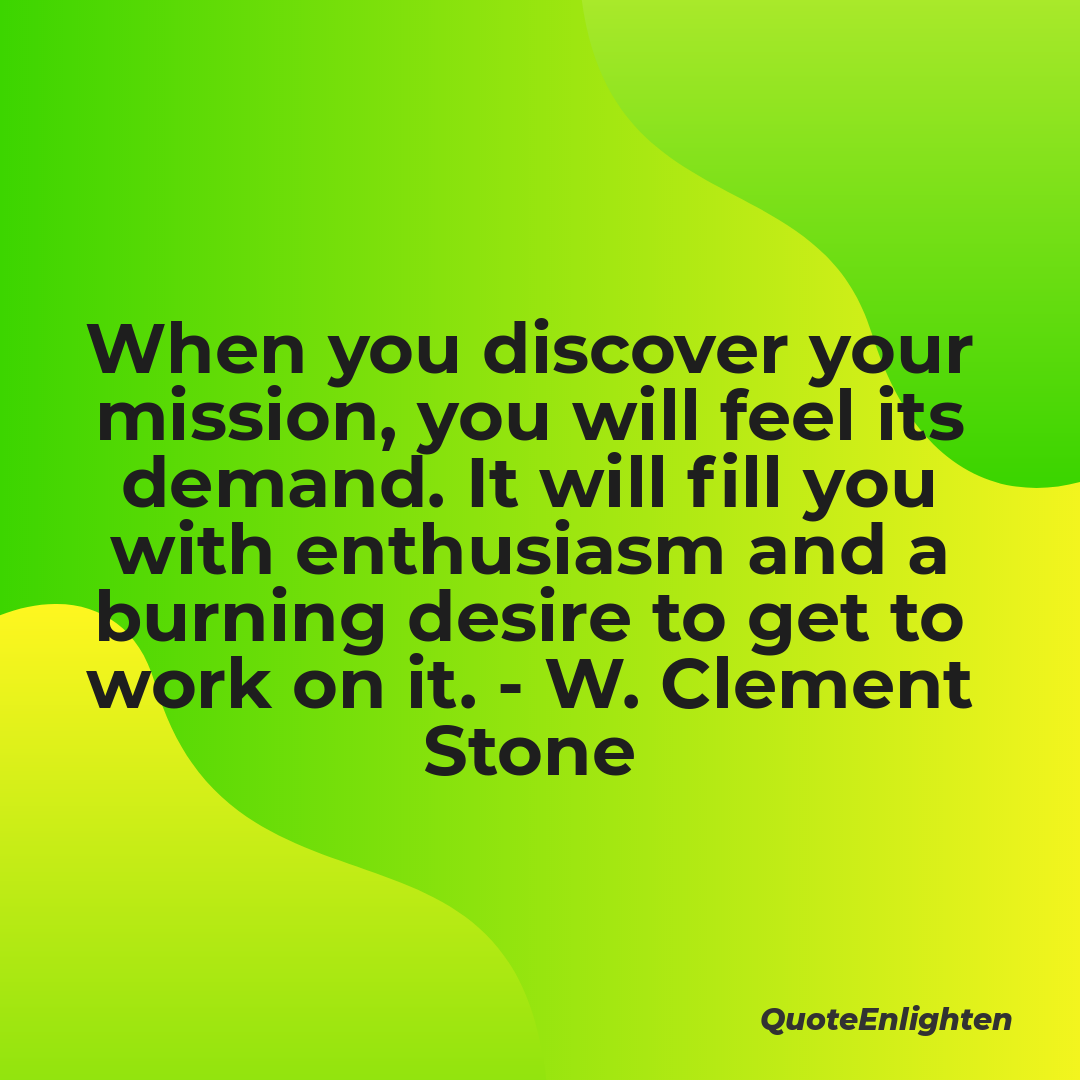 When you discover your
mission, you will feel its
demand. It will fill you
with enthusiasm and a
burning desire to get to
work on it. - W. Clement
Stone
QuoteEnlighten